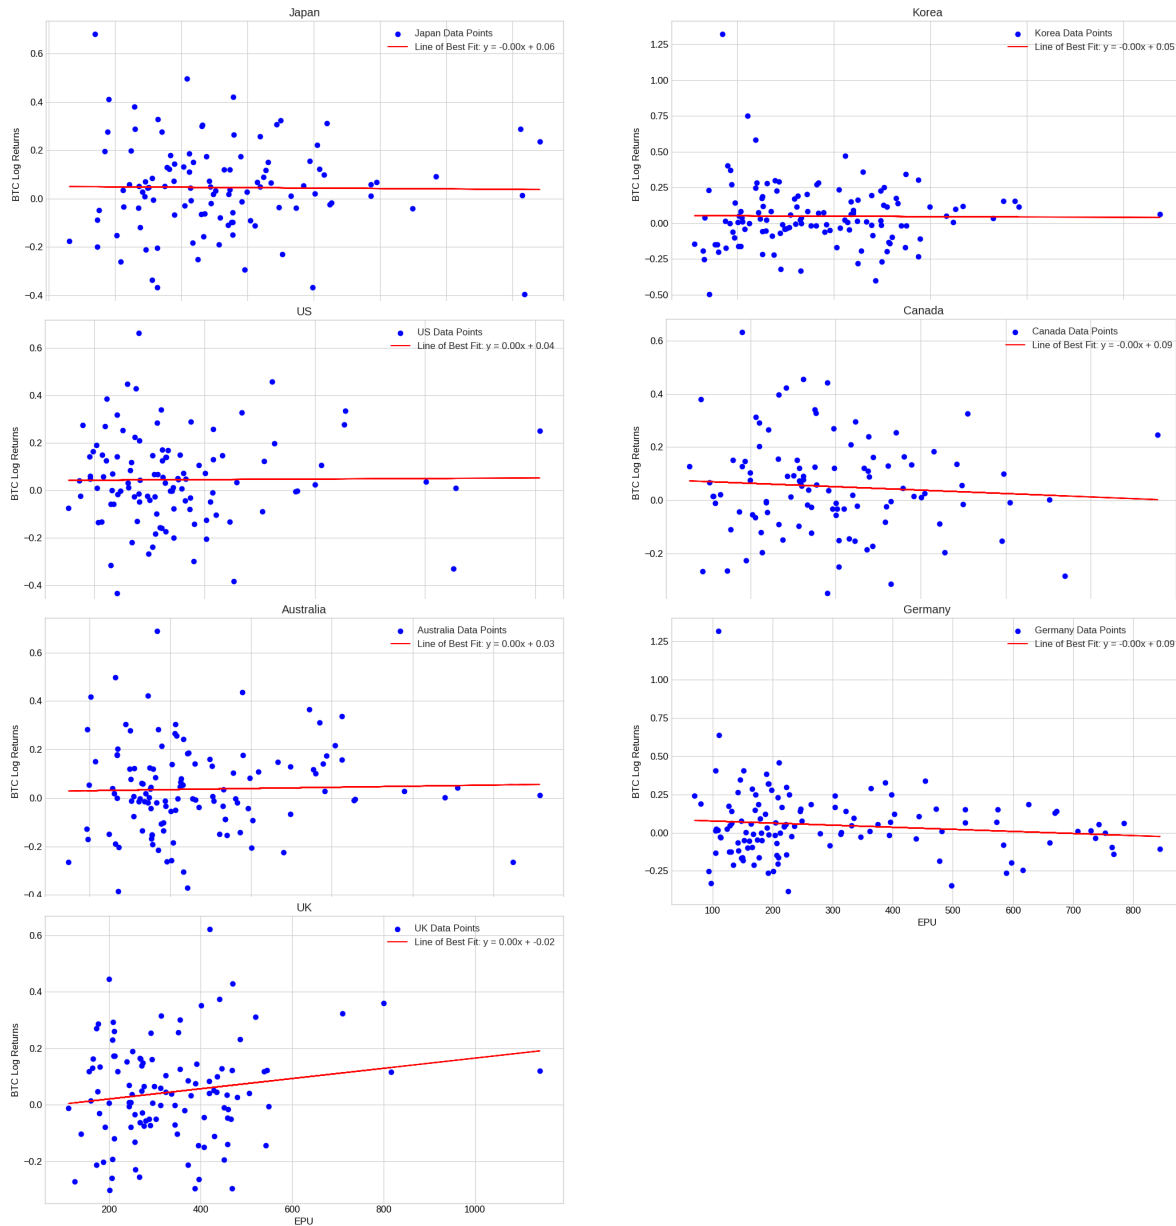 Japan
Japan Data Points
Line of Best Fit: y = -0.00x + 0.06
0.6
0.4
0.2
0.0
−0.2
−0.4
BTC Log Returns
Korea
Korea Data Points
Line of Best Fit: y = -0.00x + 0.05
1.25
1.00
0.75
0.50
0.25
0.00
−0.25
−0.50
BTC Log Returns
US
US Data Points
Line of Best Fit: y = 0.00x + 0.04
0.6
0.4
0.2
0.0
−0.2
−0.4
BTC Log Returns
Canada
Canada Data Points
Line of Best Fit: y = -0.00x + 0.09
0.6
0.4
0.2
0.0
−0.2
BTC Log Returns
Australia
Australia Data Points
Line of Best Fit: y = 0.00x + 0.03
0.6
0.4
0.2
0.0
−0.2
−0.4
BTC Log Returns
Germany
Germany Data Points
Line of Best Fit: y = -0.00x + 0.09
1.25
1.00
0.75
0.50
0.25
0.00
−0.25
BTC Log Returns
100 200 300 400 500 600 700 800
EPU
UK
UK Data Points
Line of Best Fit: y = 0.00x + -0.02
0.6
0.4
0.2
0.0
−0.2
BTC Log Returns
200 400 600 800 1000
EPU